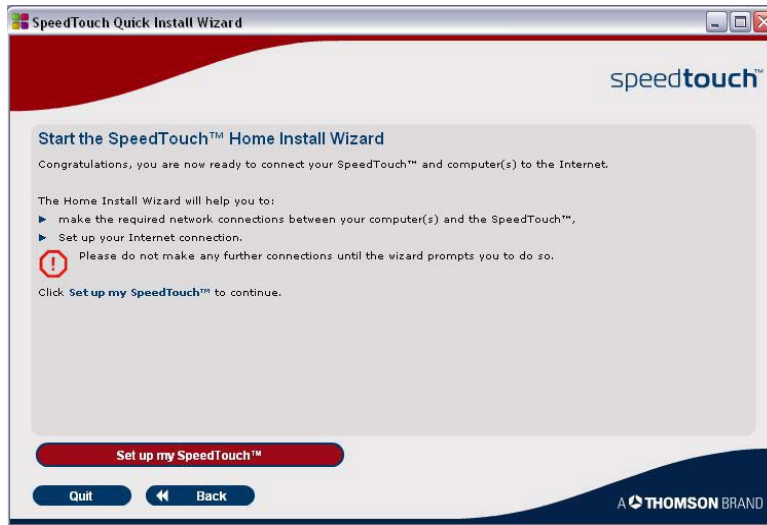 SpeedTouch Quick Install Wizard
speedtouch™
Start the SpeedTouch™ Home Install Wizard
Congratulations, you are now ready to connect your SpeedTouch™ and computer(s) to the Internet.
The Home Install Wizard will help you to:
make the required network connections between your computer(s) and the SpeedTouch™,
Set up your Internet connection.
Please do not make any further connections until the wizard prompts you to do so.
Click Set up my SpeedTouch™ to continue.
Set up my SpeedTouch™
Quit Back
A THOMSON BRAND